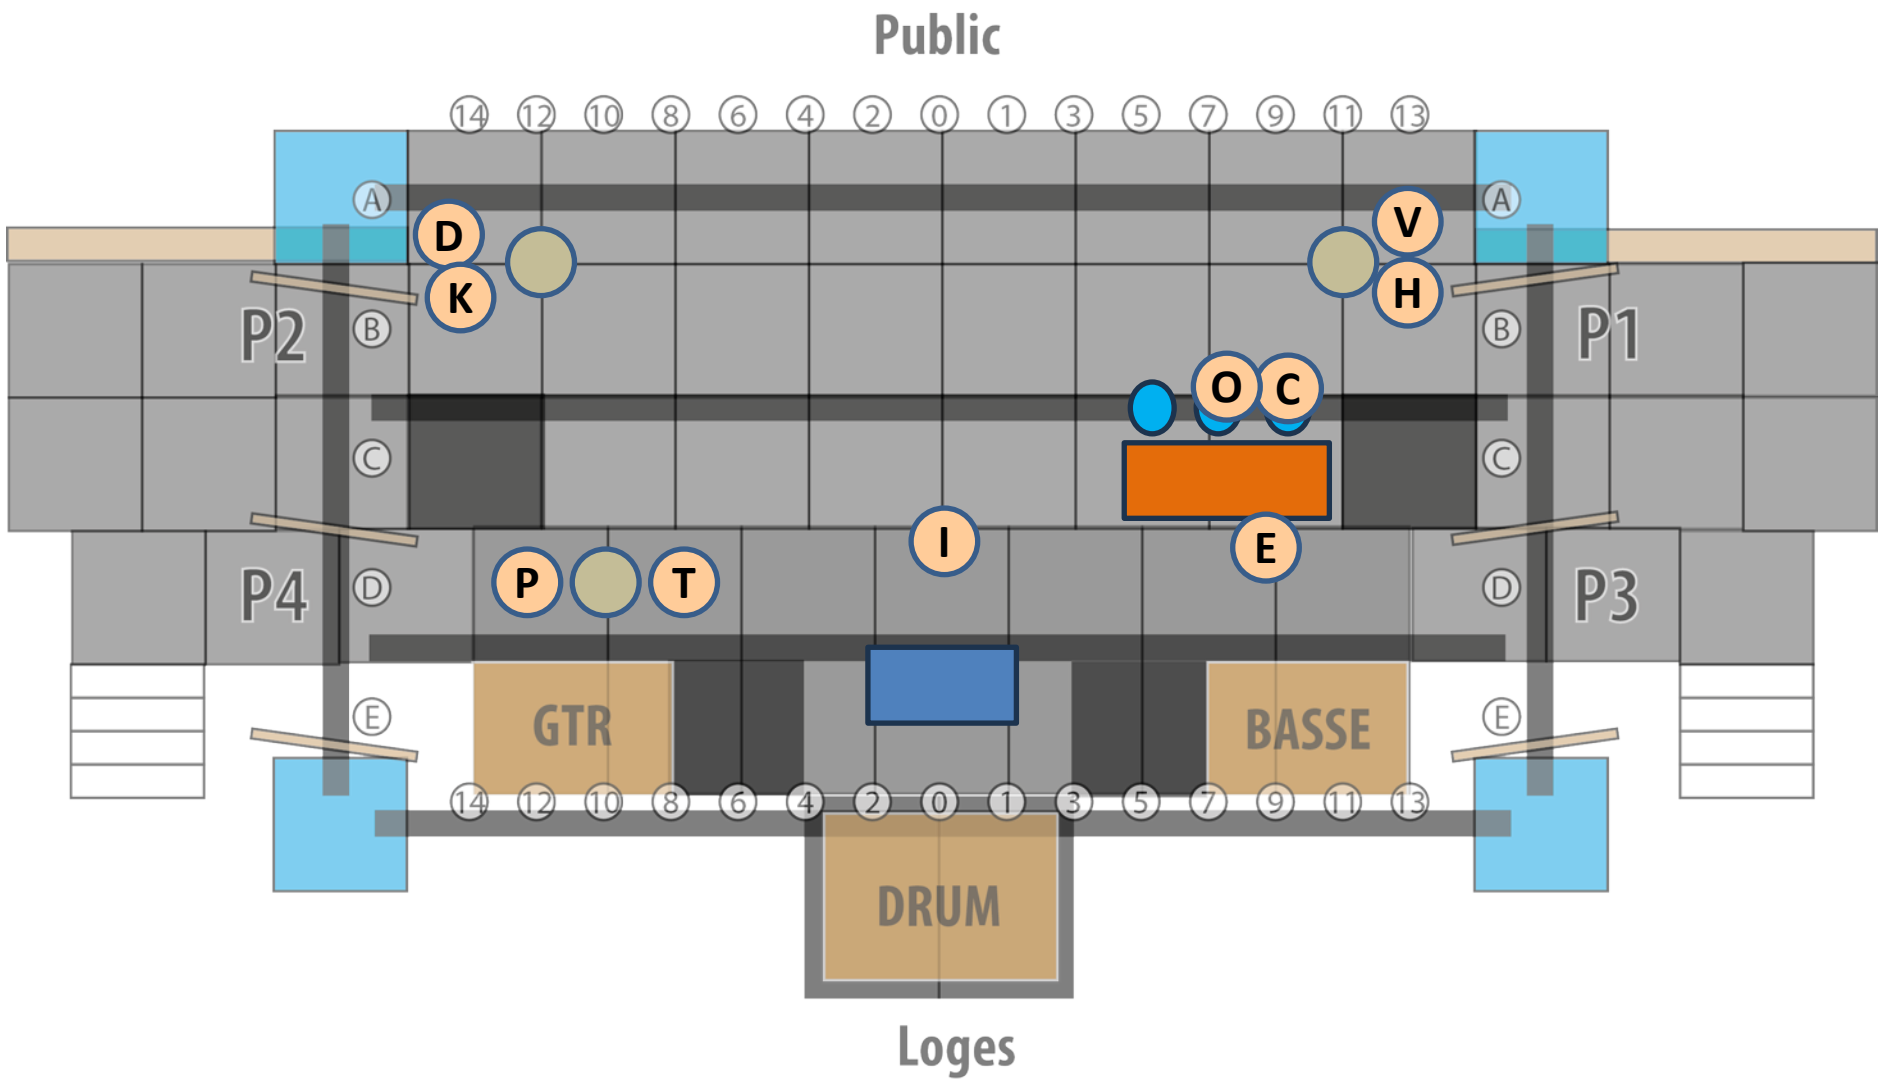 Public
14 12 10 8 6 4 2 0 1 3 5 7 9 11 13
A A
D V
K H
P2 B B P1
O C
C C
I E
P T
P4 D D P3
E GTR BASSE E
14 12 10 8 6 4 2 0 1 3 5 7 9 11 13
DRUM
Loges